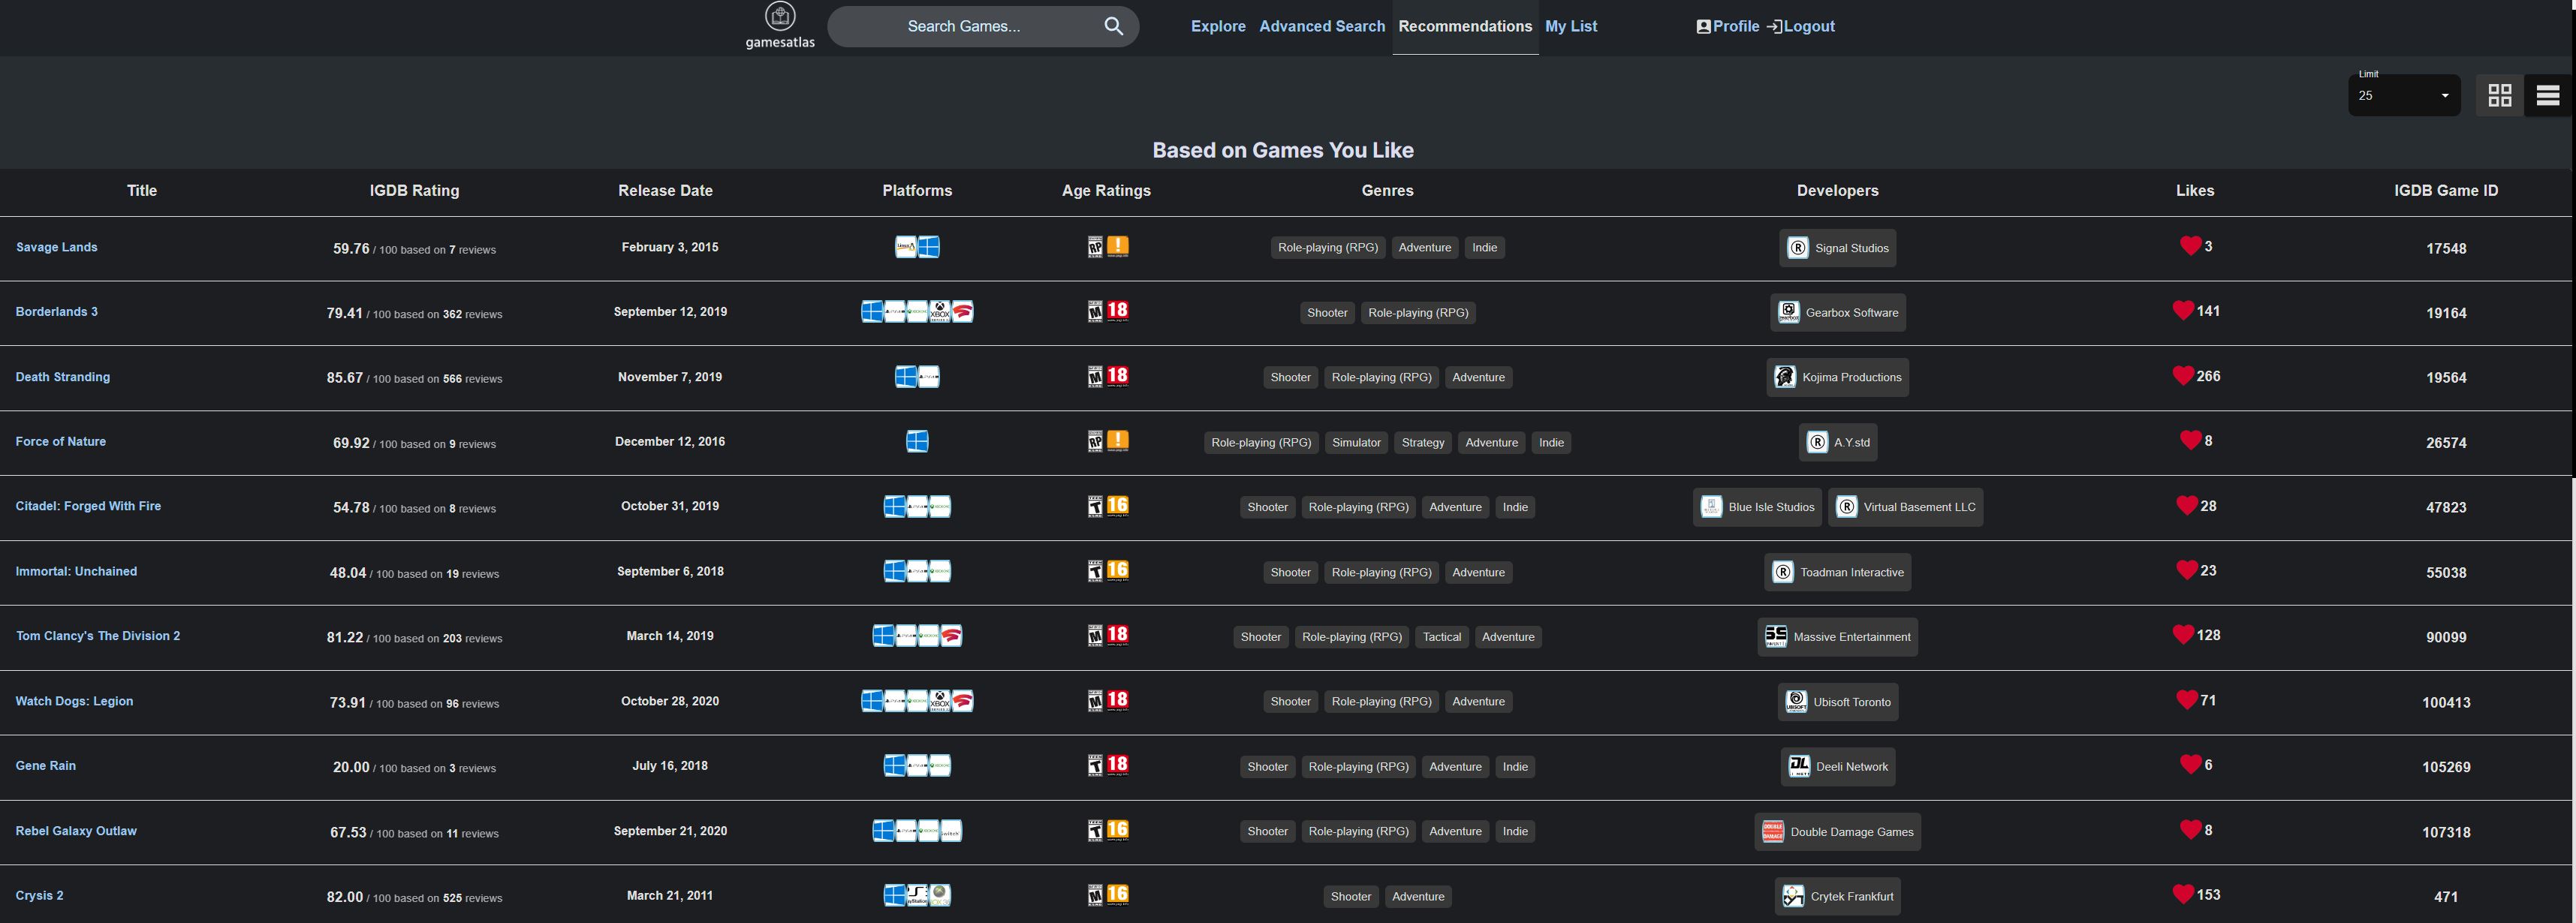 gamesatlas
Search Games...
Explore Advanced Search Recommendations My List
Profile Logout
Limit
25
Based on Games You Like
Title IGDB Rating Release Date Platforms Age Ratings Genres Developers Likes IGDB Game ID
Savage Lands 59.76 / 100 based on 7 reviews February 3, 2015 Linux RP ! Role-playing (RPG) Adventure Indie Signal Studios 3 17548
Borderlands 3 79.41 / 100 based on 362 reviews September 12, 2019 XBOX M 18 Shooter Role-playing (RPG) Gearbox Software 141 19164
Death Stranding 85.67 / 100 based on 566 reviews November 7, 2019 M 18 Shooter Role-playing (RPG) Adventure Kojima Productions 266 19564
Force of Nature 69.92 / 100 based on 9 reviews December 12, 2016 RP ! Role-playing (RPG) Simulator Strategy Adventure Indie A.Y.std 8 26574
Citadel: Forged With Fire 54.78 / 100 based on 8 reviews October 31, 2019 T 16 Shooter Role-playing (RPG) Adventure Indie Blue Isle Studios Virtual Basement LLC 28 47823
Immortal: Unchained 48.04 / 100 based on 19 reviews September 6, 2018 T 16 Shooter Role-playing (RPG) Adventure Toadman Interactive 23 55038
Tom Clancy's The Division 2 81.22 / 100 based on 203 reviews March 14, 2019 M 18 Shooter Role-playing (RPG) Tactical Adventure Massive Entertainment 128 90099
Watch Dogs: Legion 73.91 / 100 based on 96 reviews October 28, 2020 XBOX M 18 Shooter Role-playing (RPG) Adventure Ubisoft Toronto 71 100413
Gene Rain 20.00 / 100 based on 3 reviews July 16, 2018 T 18 Shooter Role-playing (RPG) Adventure Indie Deeli Network 6 105269
Rebel Galaxy Outlaw 67.53 / 100 based on 11 reviews September 21, 2020 T 16 Shooter Role-playing (RPG) Adventure Indie Double Damage Games 8 107318
Crysis 2 82.00 / 100 based on 525 reviews March 21, 2011 M 16 Shooter Adventure Crytek Frankfurt 153 471